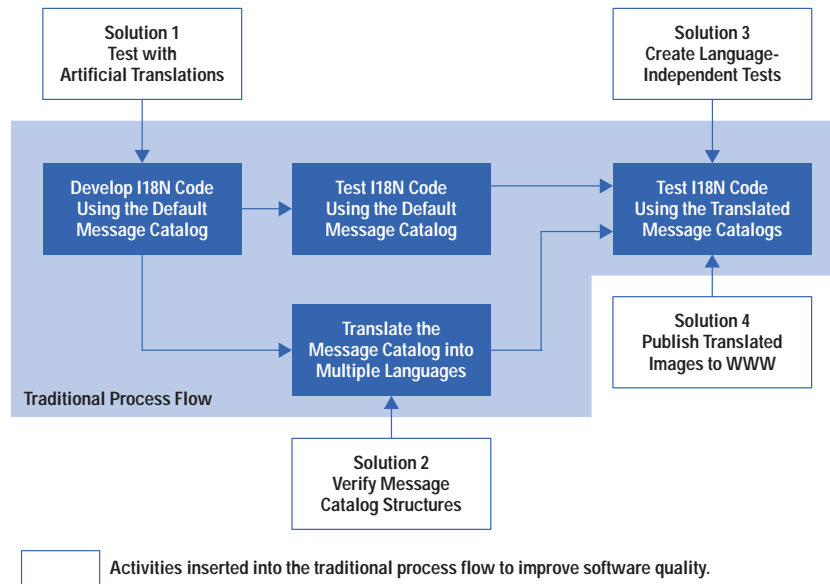 Solution 1
Test with
Artificial Translations
Solution 3
Create Language-
Independent Tests
Develop I18N Code
Using the Default
Message Catalog
Test I18N Code
Using the Default
Message Catalog
Test I18N Code
Using the Translated
Message Catalogs
Translate the
Message Catalog into
Multiple Languages
Solution 4
Publish Translated
Images to WWW
Traditional Process Flow
Solution 2
Verify Message
Catalog Structures
Activities inserted into the traditional process flow to improve software quality.